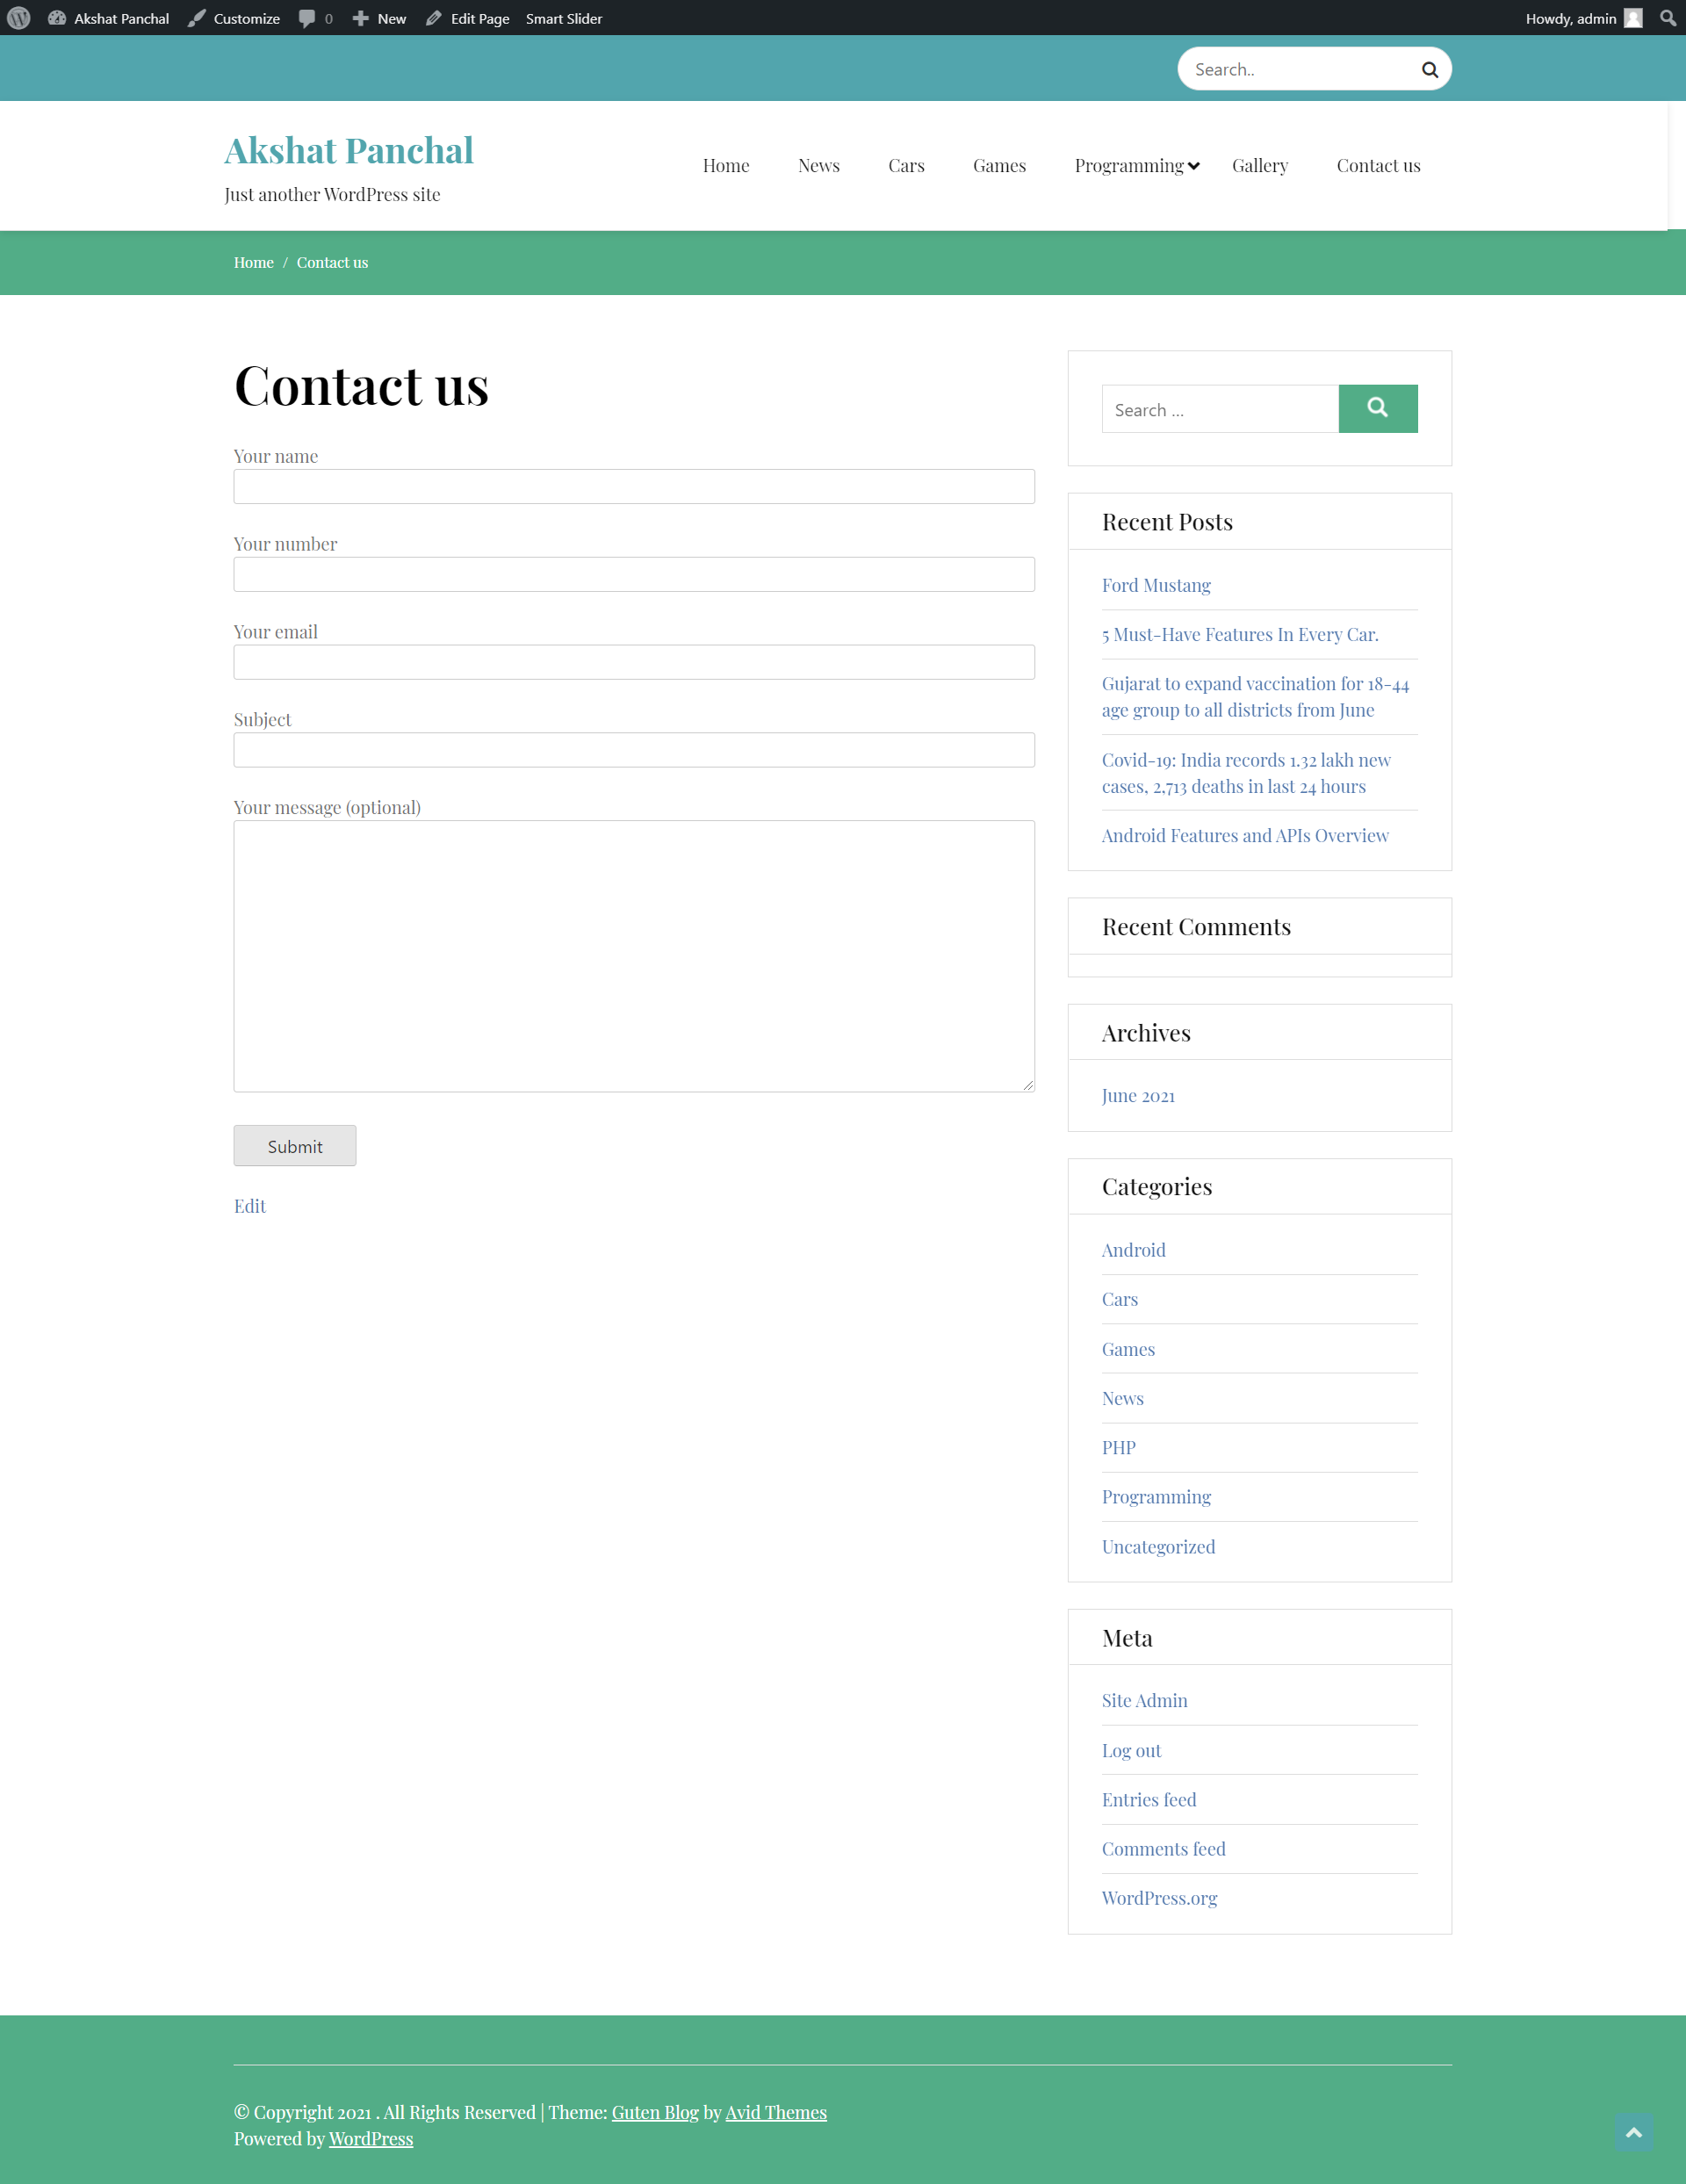 Akshat Panchal Customize 0 New Edit Page Smart Slider Howdy, admin
Search..
Akshat Panchal
Just another WordPress site
Home News Cars Games Programming Gallery Contact us
Home / Contact us
Contact us
Your name
Your number
Your email
Subject
Your message (optional)
Submit
Edit
Search ...
Recent Posts
Ford Mustang
5 Must-Have Features In Every Car.
Gujarat to expand vaccination for 18-44
age group to all districts from June
Covid-19: India records 1.32 lakh new
cases, 2,713 deaths in last 24 hours
Android Features and APIs Overview
Recent Comments
Archives
June 2021
Categories
Android
Cars
Games
News
PHP
Programming
Uncategorized
Meta
Site Admin
Log out
Entries feed
Comments feed
WordPress.org
© Copyright 2021 . All Rights Reserved | Theme: Guten Blog by Avid Themes
Powered by WordPress